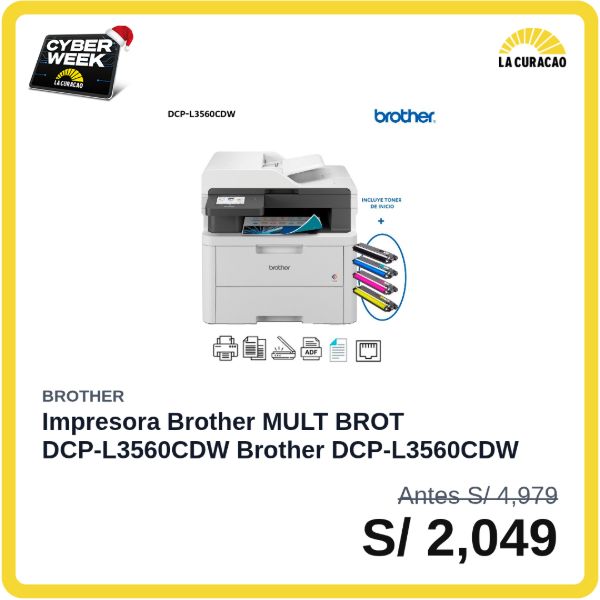 CYBER
WEEK
LA CURACAO
LA CURACAO
DCP-L3560CDW
brother.
INCLUYE TONER
DE INICIO
+
brother
ADF
BROTHER
Impresora Brother MULT BROT
DCP-L3560CDW Brother DCP-L3560CDW
Antes S/ 4,979
S/ 2,049